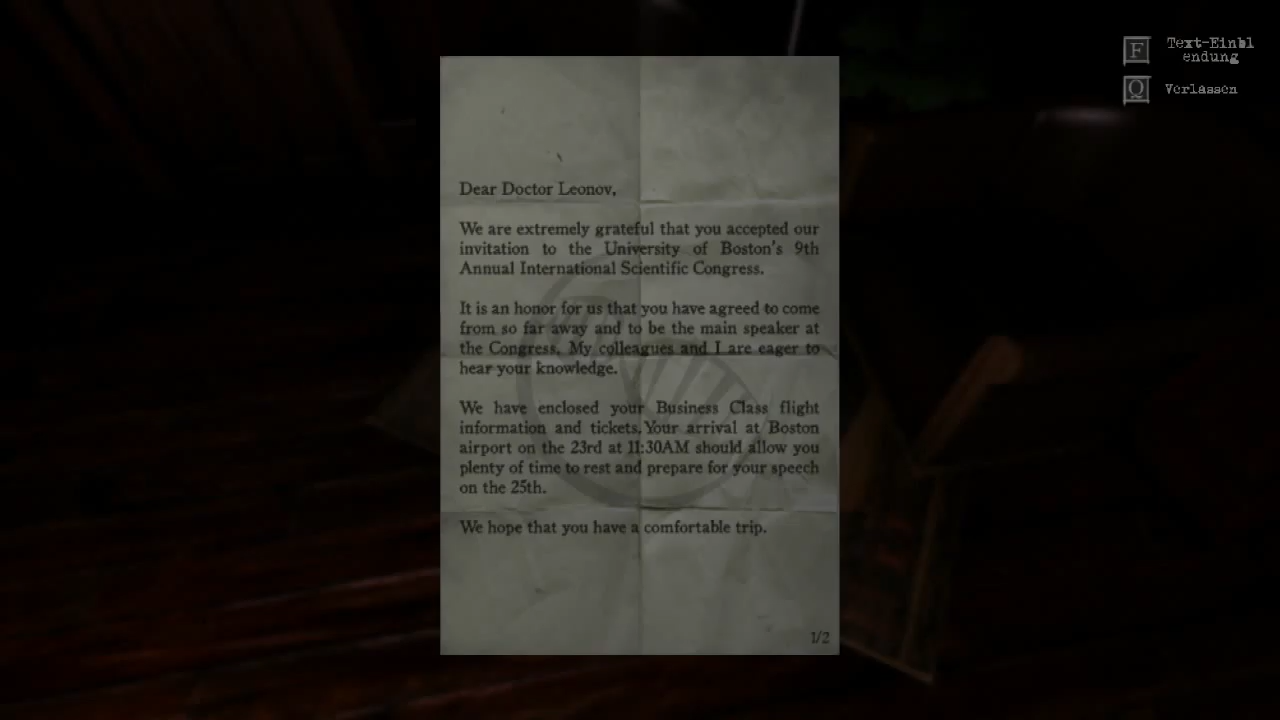 F Text-Einbl
endung
Q Verlassen
Dear Doctor Leonov,
We are extremely grateful that you accepted our
invitation to the University of Boston's 9th
Annual International Scientific Congress.
It is an honor for us that you have agreed to come
from so far away and to be the main speaker at
the Congress. My colleagues and I are eager to
hear your knowledge.
We have enclosed your Business Class flight
information and tickets. Your arrival at Boston
airport on the 23rd at 11:30AM should allow you
plenty of time to rest and prepare for your speech
on the 25th.
We hope that you have a comfortable trip.
1/2